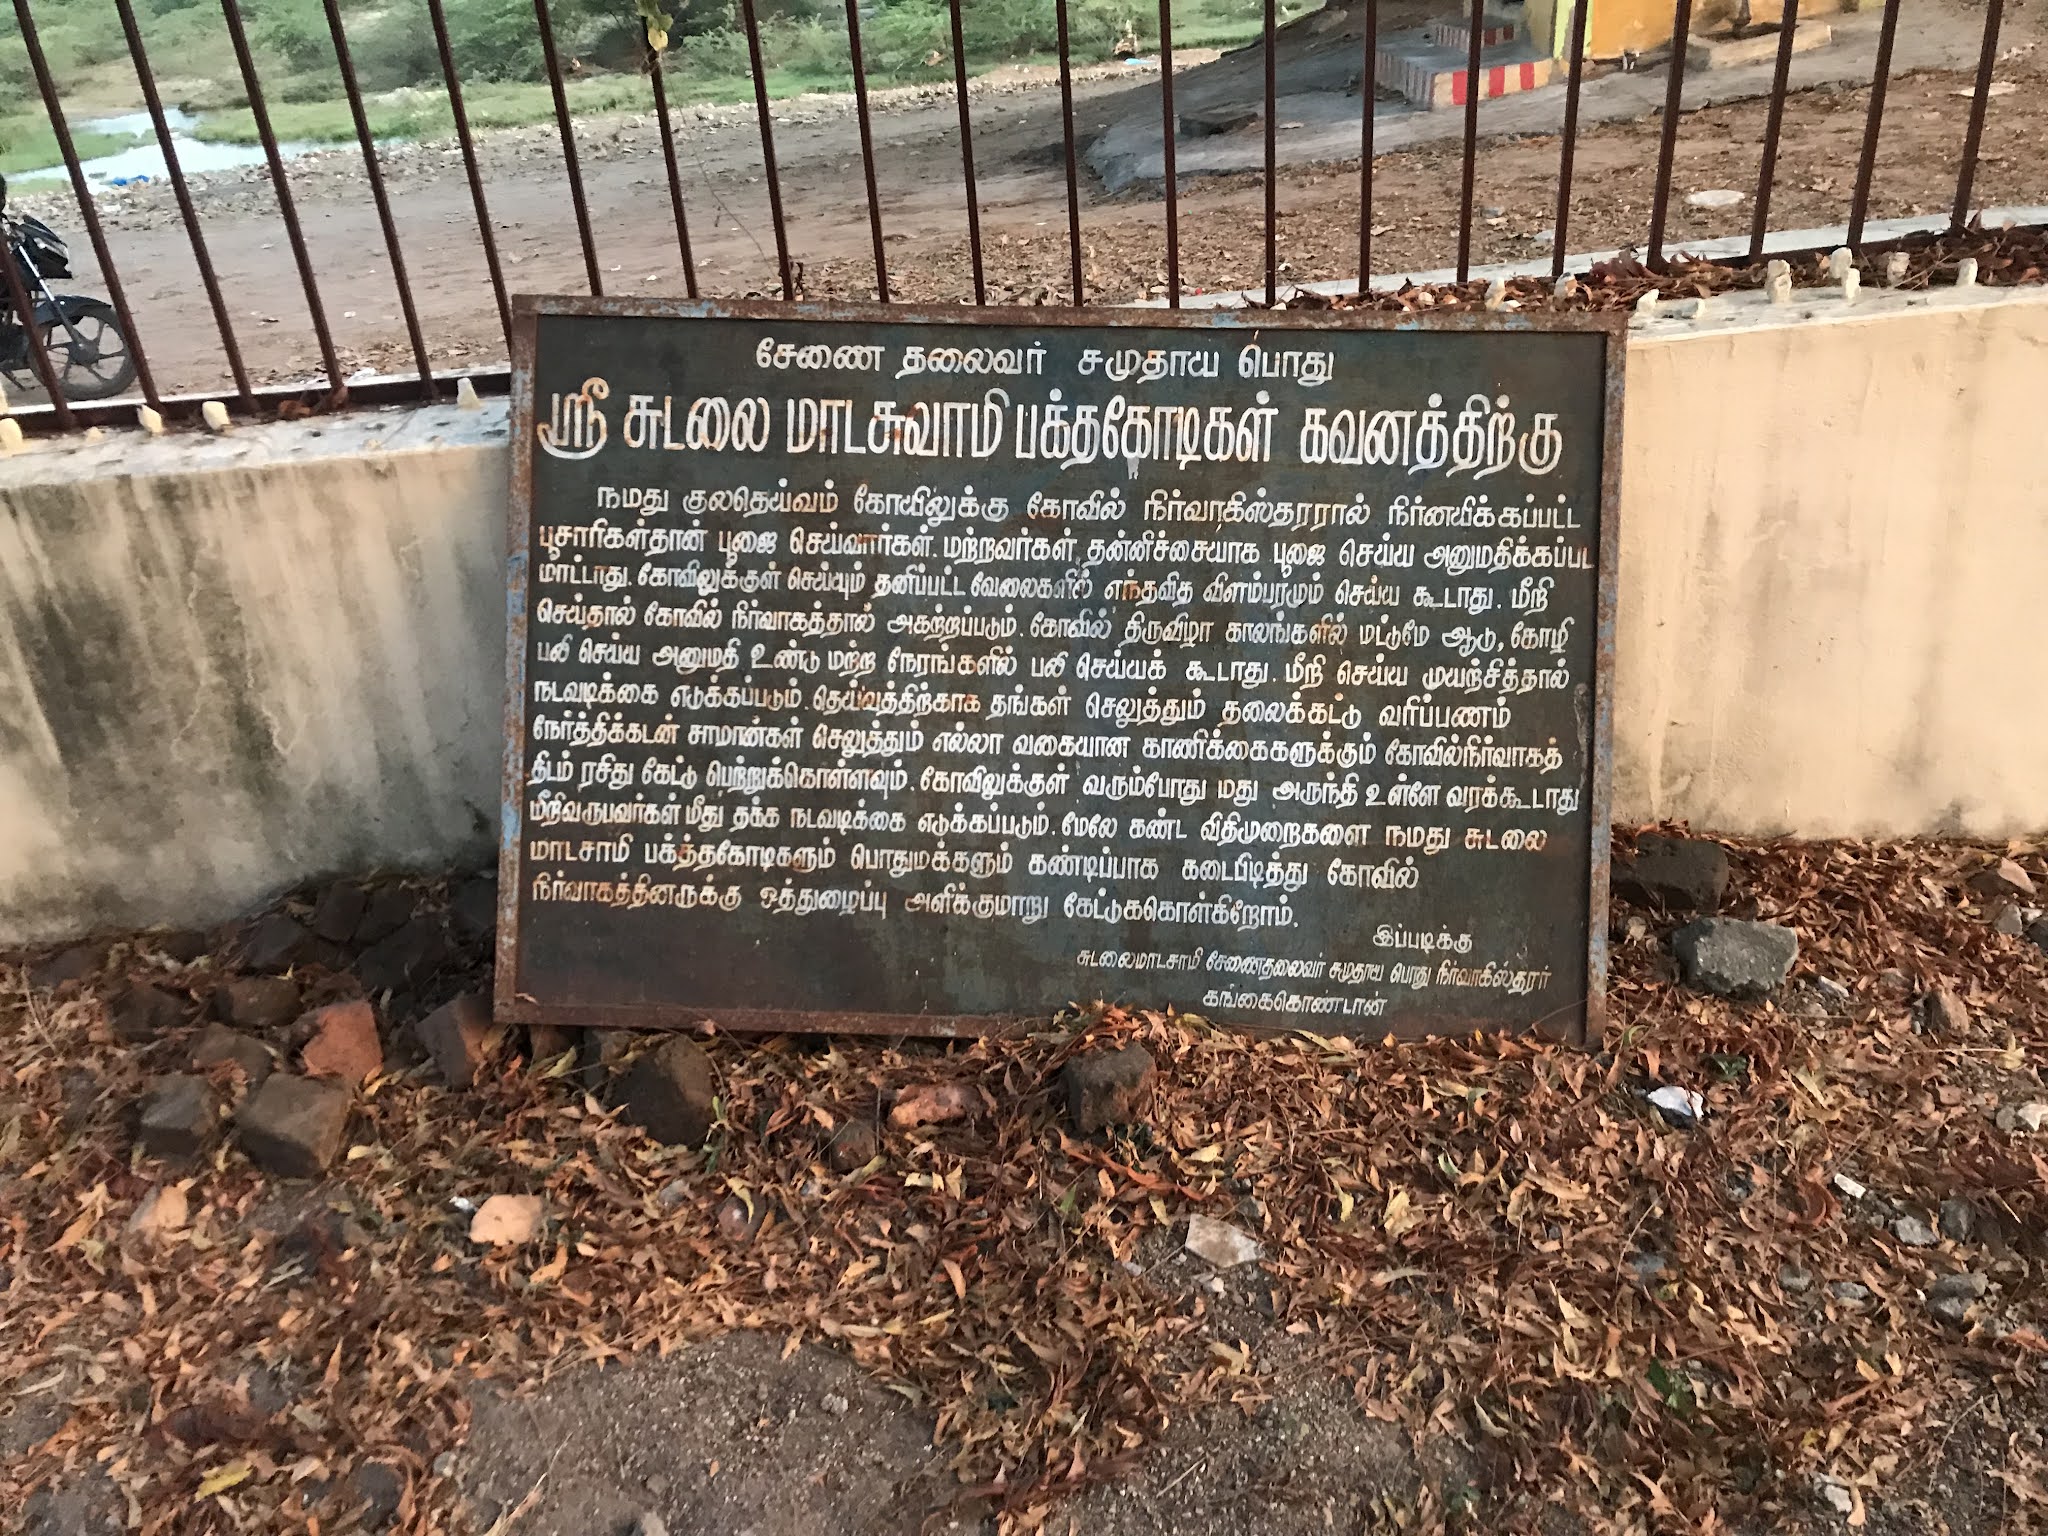 சேணை தலைவர் சமுதாய பொது
ஸ்ரீ சுடலை மாடசுவாமி பக்தகோடிகள் கவனத்திற்கு
நமது குலதெய்வம் கோயிலுக்கு கோவில் நிர்வாகிஸ்தரரால் நிர்னயிக்கப்பட்ட
பூசாரிகள்தான் பூஜை செய்வார்கள். மற்றவர்கள் தன்னிச்சையாக பூஜை செய்ய அனுமதிக்கப்பட
மாட்டாது. கோவிலுக்குள் செய்யும் தனிப்பட்ட வேலைகளில் எந்தவித விளம்பரமும் செய்ய கூடாது. மீறி
செய்தால் கோவில் நிர்வாகத்தால் அகற்றப்படும். கோவில் திருவிழா காலங்களில் மட்டுமே ஆடு, கோழி
பலி செய்ய அனுமதி உண்டு மற்ற நேரங்களில் பலி செய்யக் கூடாது. மீறி செய்ய முயற்சித்தால்
நடவடிக்கை எடுக்கப்படும். தெய்வத்திற்காக தங்கள் செலுத்தும் தலைக்கட்டு வரிப்பணம்
நேர்த்திக்கடன் சாமான்கள் செலுத்தும் எல்லா வகையான காணிக்கைகளுக்கும் கோவில்நிர்வாகத்
திடம் ரசிது கேட்டு பெற்றுக்கொள்ளவும். கோவிலுக்குள் வரும்போது மது அருந்தி உள்ளே வரக்கூடாது
மீறிவருபவர்கள் மீது தக்க நடவடிக்கை எடுக்கப்படும். மேலே கண்ட விதிமுறைகளை நமது சுடலை
மாடசாமி பக்த்தகோடிகளும் பொதுமக்களும் கண்டிப்பாக கடைபிடித்து கோவில்
நிர்வாகத்தினருக்கு ஒத்துழைப்பு அளிக்குமாறு கேட்டுககொள்கிறோம்.
இப்படிக்கு
சுடலைமாடசாமி சேணைதலைவர் சமுதாய பொது நிர்வாகிஸ்தரர்
கங்கைகொண்டான்